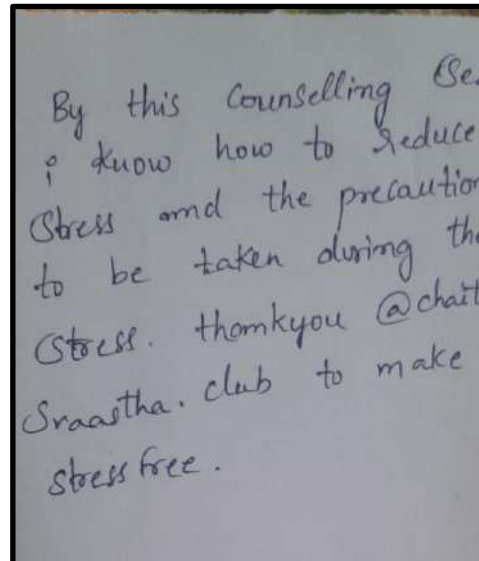 By this Counselling Se
i know how to reduce
Stress and the precaution
to be taken during the
Stress. thankyou @chait
Sraastha. club to make
stress free.